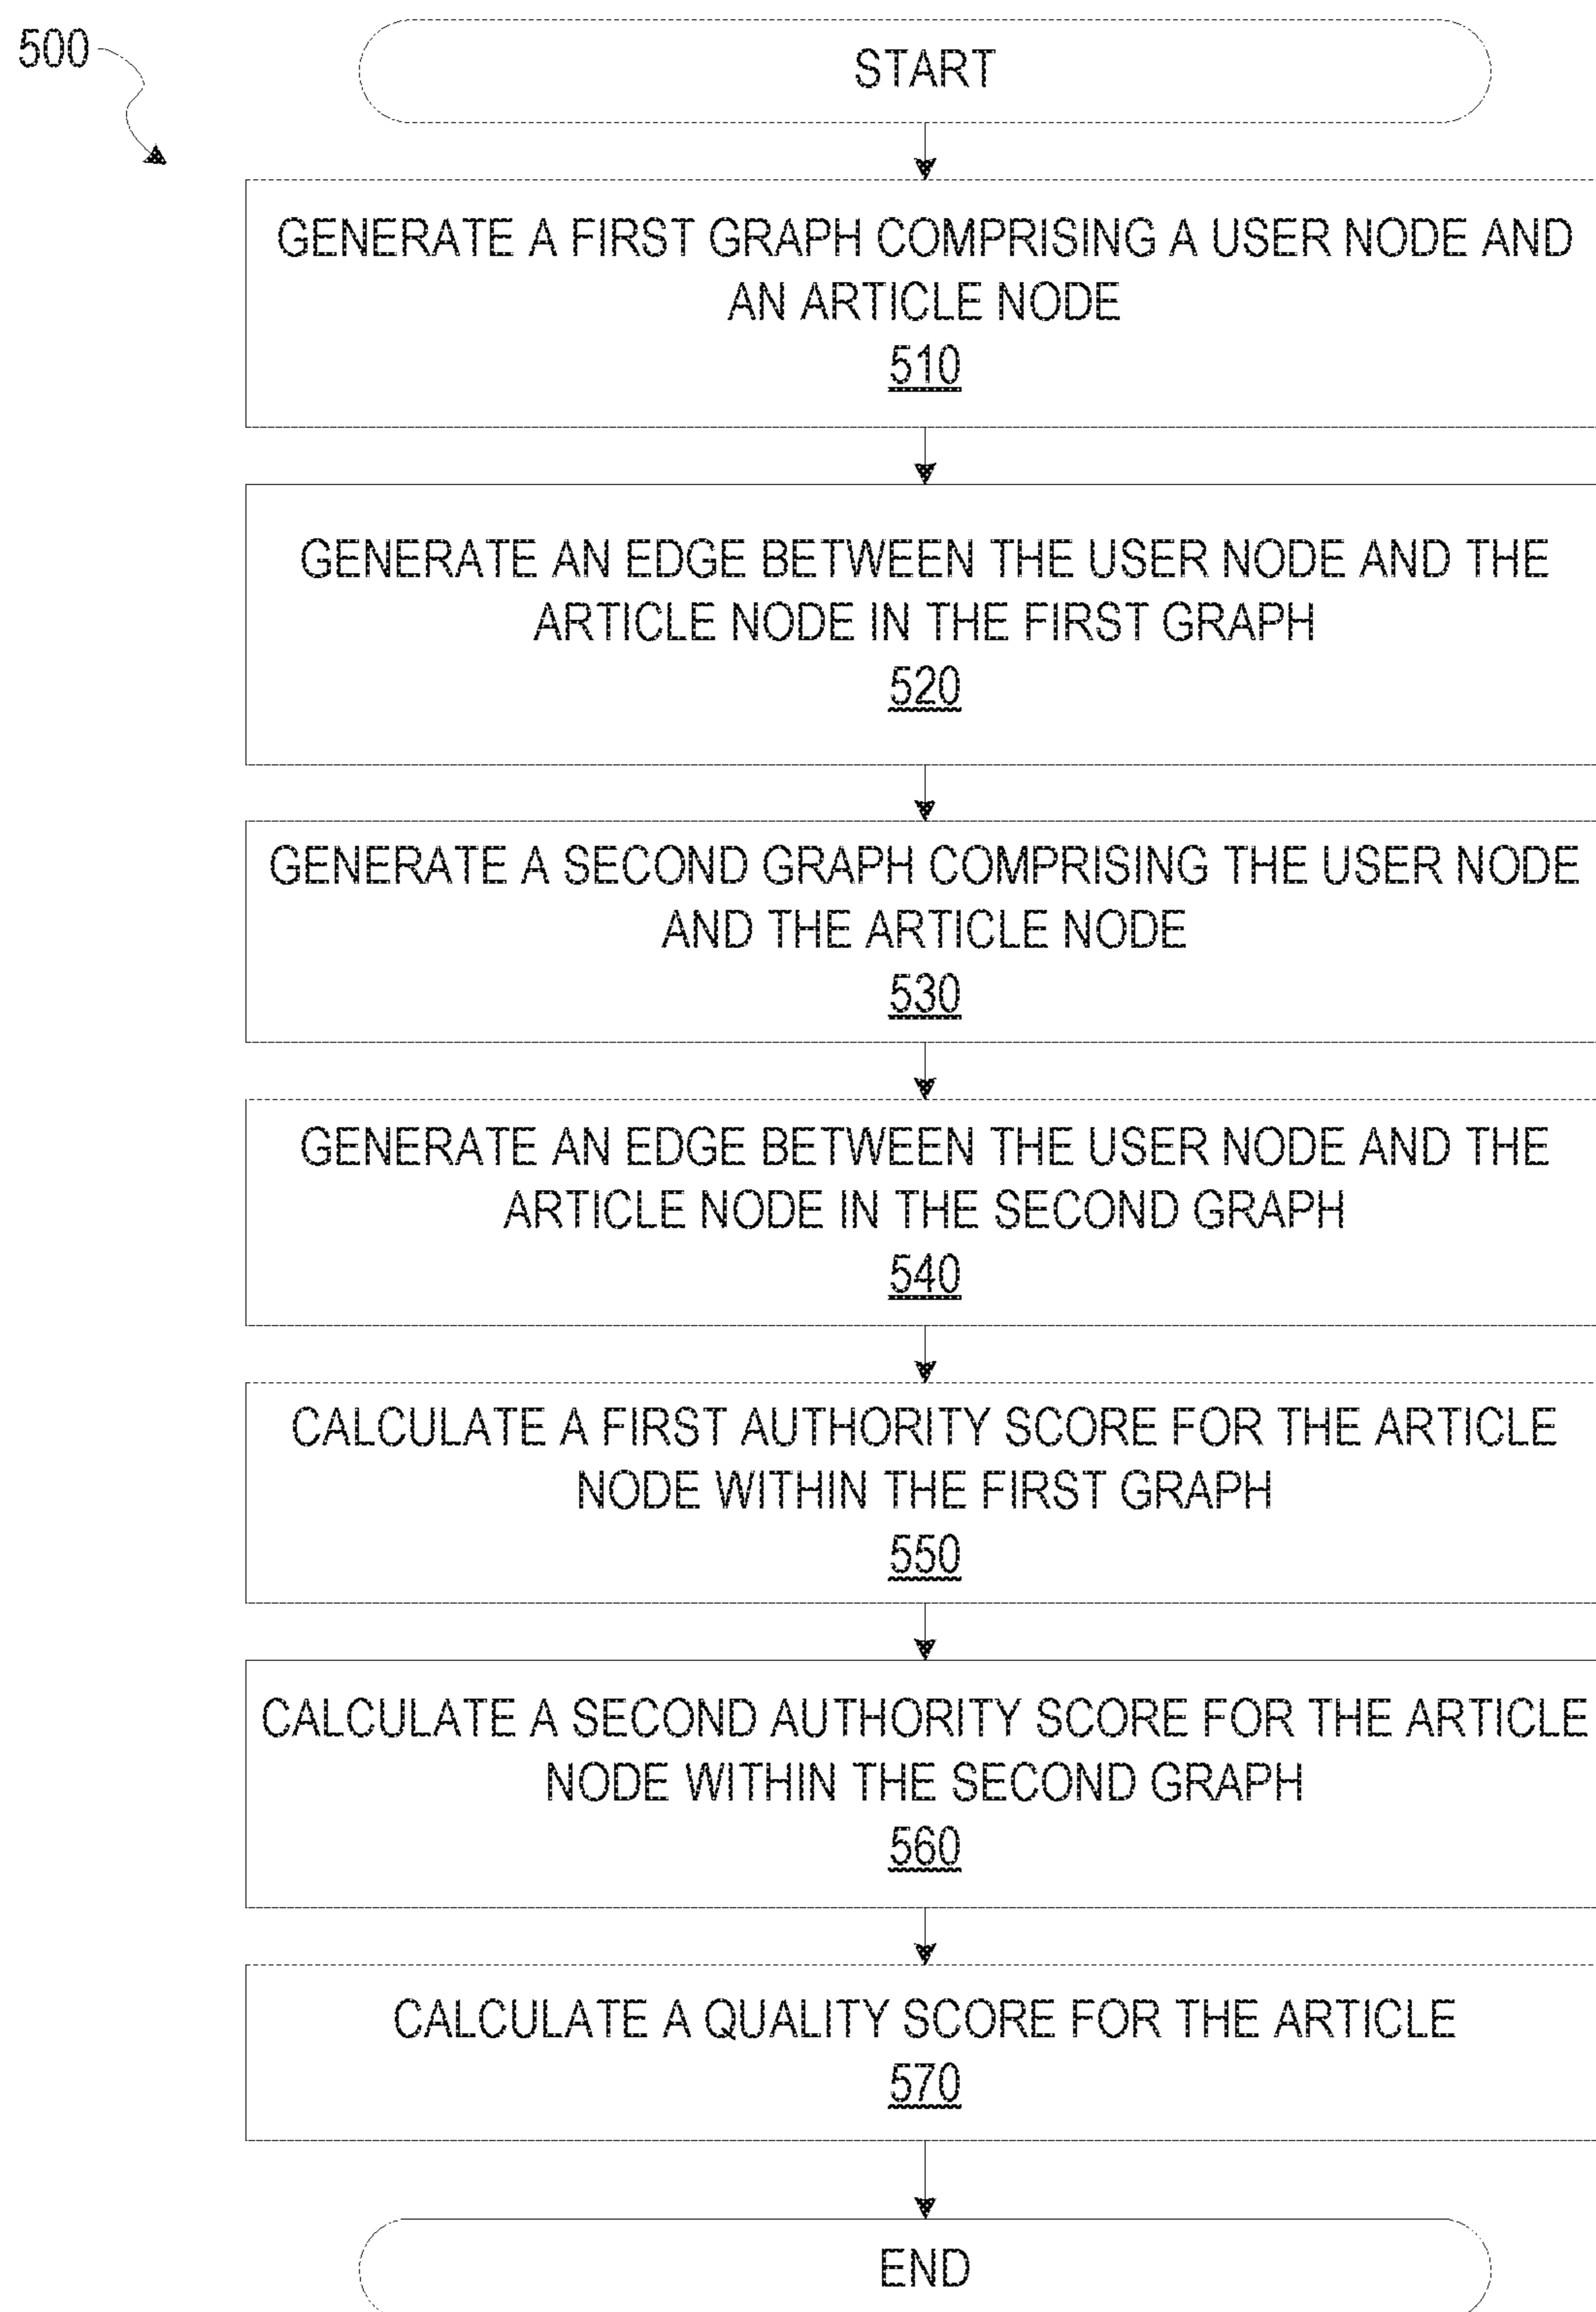 500
START
GENERATE A FIRST GRAPH COMPRISING A USER NODE AND
AN ARTICLE NODE
510
GENERATE AN EDGE BETWEEN THE USER NODE AND THE
ARTICLE NODE IN THE FIRST GRAPH
520
GENERATE A SECOND GRAPH COMPRISING THE USER NODE
AND THE ARTICLE NODE
530
GENERATE AN EDGE BETWEEN THE USER NODE AND THE
ARTICLE NODE IN THE SECOND GRAPH
540
CALCULATE A FIRST AUTHORITY SCORE FOR THE ARTICLE
NODE WITHIN THE FIRST GRAPH
550
CALCULATE A SECOND AUTHORITY SCORE FOR THE ARTICLE
NODE WITHIN THE SECOND GRAPH
560
CALCULATE A QUALITY SCORE FOR THE ARTICLE
570
END